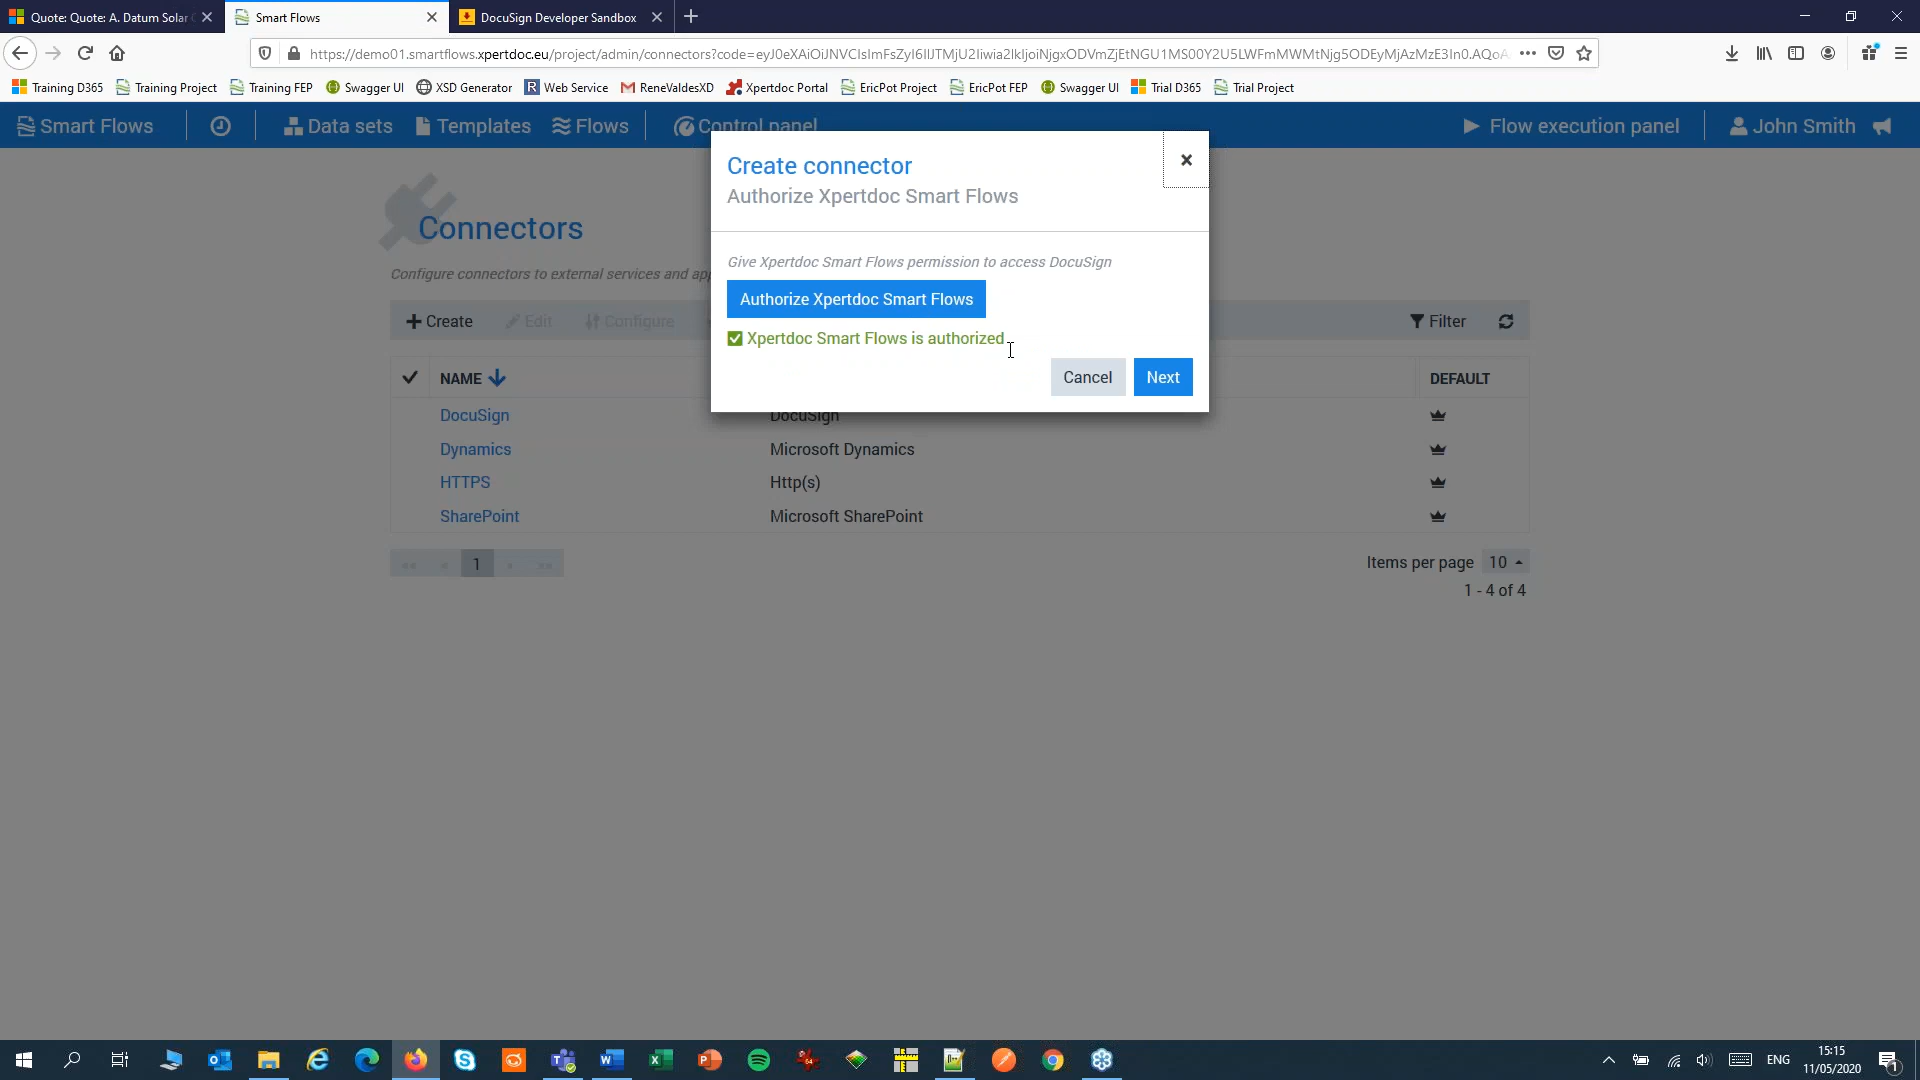 Quote: Quote: A. Datum Solar
Smart Flows
DocuSign Developer Sandbox
https://demo01.smartflows.xpertdoc.eu/project/admin/connectors?code=
Training D365
Training Project
Training FEP
Swagger UI
XSD Generator
Web Service
ReneValdesXD
Xpertdoc Portal
EricPot Project
EricPot FEP
Swagger UI
Trial D365
Trial Project
Smart Flows
Data sets
Templates
Flows
Control panel
Flow execution panel
John Smith
Create connector
Authorize Xpertdoc Smart Flows
Connectors
Give Xpertdoc Smart Flows permission to access DocuSign
Configure connectors to external services and
Authorize Xpertdoc Smart Flows
Create
Edit
Configure
Filter
Xpertdoc Smart Flows is authorized
Cancel
Next
NAME
DEFAULT
DocuSign
DocuSign
Dynamics
Microsoft Dynamics
HTTPS
Http(s)
SharePoint
Microsoft SharePoint
1
Items per page 10
1 - 4 of 4
64
ENG
15:15
11/05/2020
1